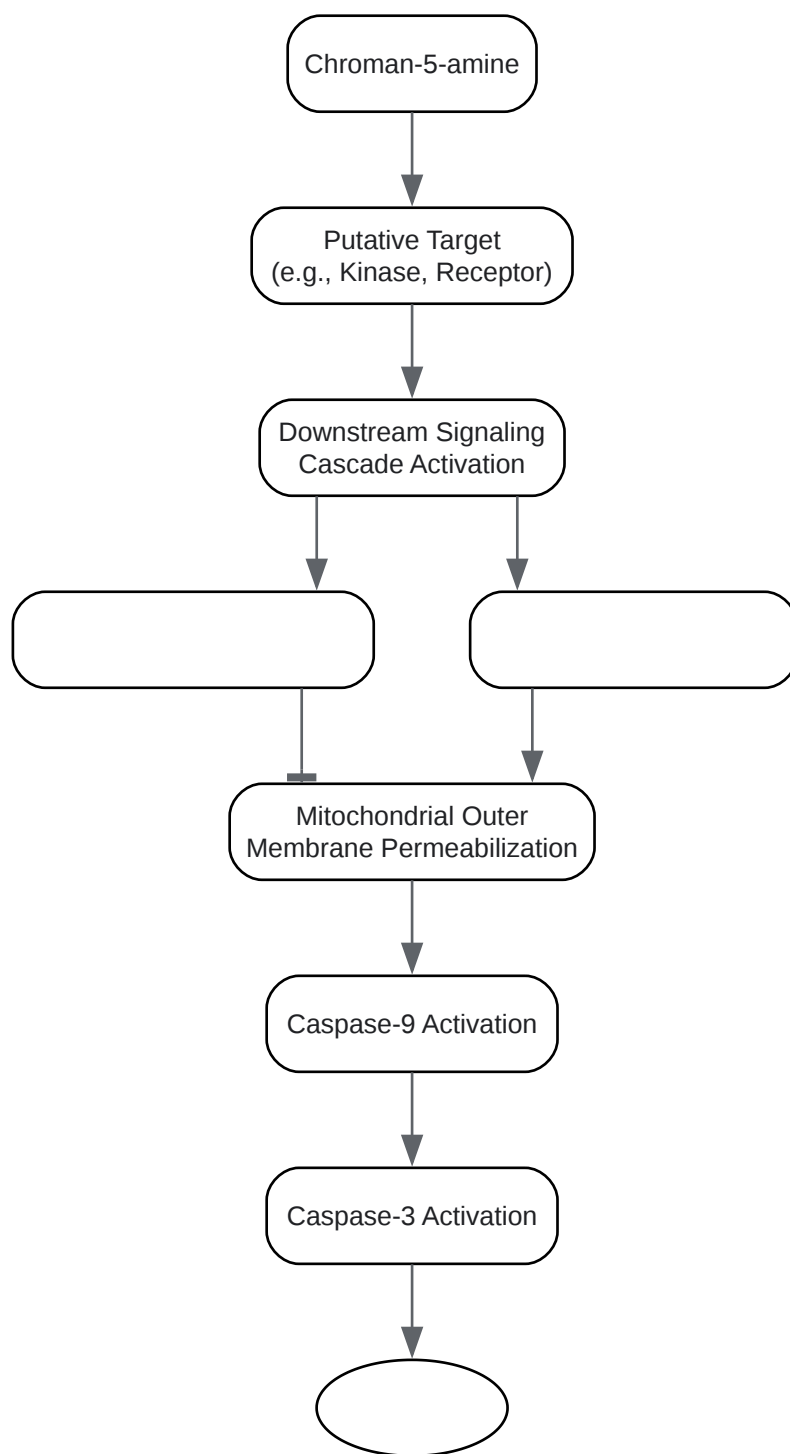 Chroman-5-amine
Putative Target
(e.g., Kinase, Receptor)
Downstream Signaling
Cascade Activation
Mitochondrial Outer
Membrane Permeabilization
Caspase-9 Activation
Caspase-3 Activation